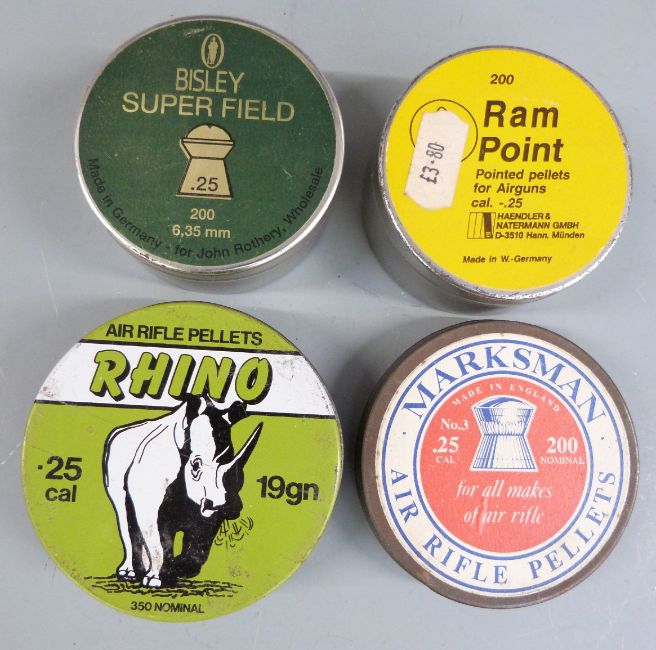 BISLEY
SUPER FIELD
.25
200
6,35 mm
Made in Germany - for John Rothery, Wholesale
200
Ram
Point
£3.80
Pointed pellets
for Airguns
cal. -.25
HAENDLER &
NATERMANN GMBH
D-3510 Hann. Münden
Made in W.-Germany
AIR RIFLE PELLETS
RHINO
.25
cal
19gn
350 NOMINAL
MARKSMAN
MADE IN ENGLAND
No.3
.25
CAL
200
NOMINAL
for all makes
of air rifle
AIR RIFLE PELLETS